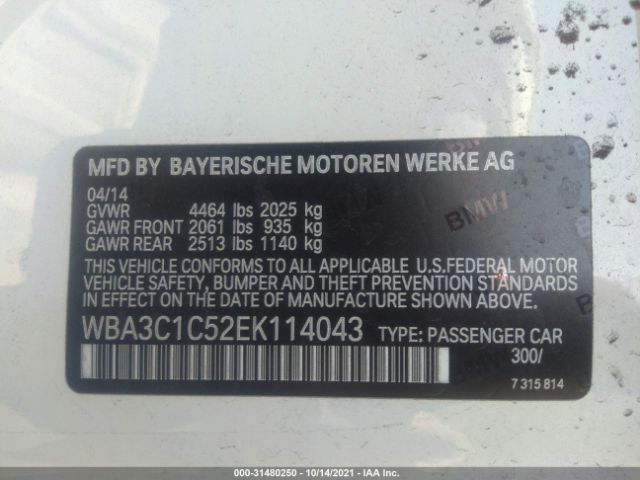 MFD BY BAYERISCHE MOTOREN WERKE AG
04/14
GVWR 4464 lbs 2025 kg
GAWR FRONT 2061 lbs 935 kg
GAWR REAR 2513 lbs 1140 kg
THIS VEHICLE CONFORMS TO ALL APPLICABLE U.S.FEDERAL MOTOR
VEHICLE SAFETY, BUMPER AND THEFT PREVENTION STANDARDS
IN EFFECT ON THE DATE OF MANUFACTURE SHOWN ABOVE.
WBA3C1C52EK114043 TYPE: PASSENGER CAR
300/
7 315 814
BMW
000-31480250 - 10/14/2021 - IAA Inc.